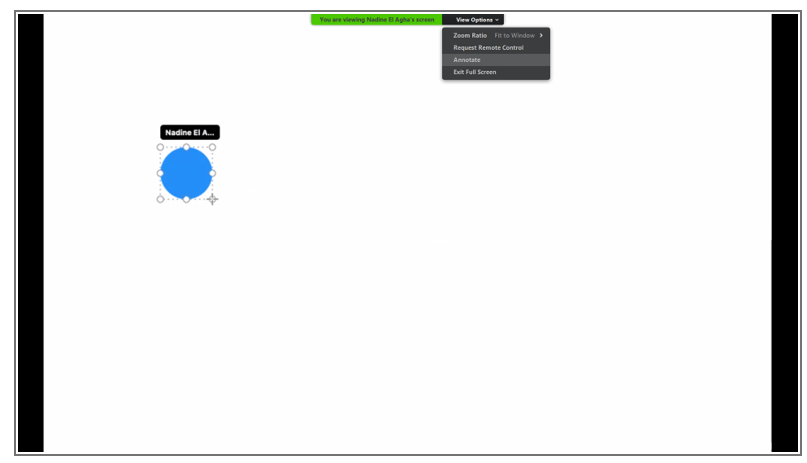 You are viewing Nadine El Agha's screen
View Options
Zoom Ratio Fit to Window
Request Remote Control
Annotate
Exit Full Screen
Nadine El A...